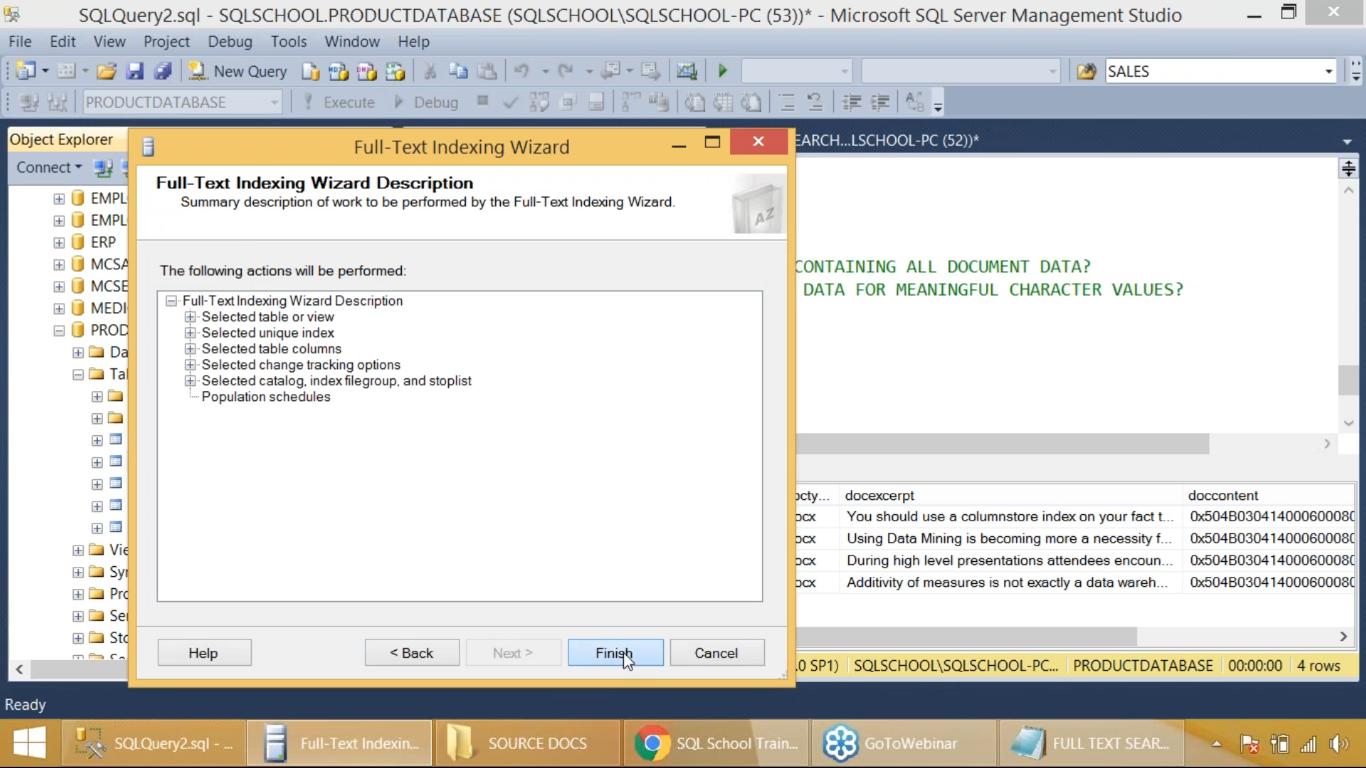 SQLQuery2.sql - SQLSCHOOL.PRODUCTDATABASE (SQLSCHOOL\SQLSCHOOL-PC (53))* - Microsoft SQL Server Management Studio
File Edit View Project Debug Tools Window Help
New Query SALES
PRODUCTDATABASE Execute Debug
Object Explorer
EARCH...LSCHOOL-PC (52))*
Connect
Full-Text Indexing Wizard
Full-Text Indexing Wizard Description
Summary description of work to be performed by the Full-Text Indexing Wizard.
AZ
The following actions will be performed:
Full-Text Indexing Wizard Description
Selected table or view
Selected unique index
Selected table columns
Selected change tracking options
Selected catalog, index filegroup, and stoplist
Population schedules
Help < Back Next > Finish Cancel
EMPL
EMPL
ERP
MCSA
MCSE
MEDI
PROD
Da
Tal
Vie
Syr
Pro
Ser
Sto
CONTAINING ALL DOCUMENT DATA?
DATA FOR MEANINGFUL CHARACTER VALUES?
octy... docexcerpt doccontent
ocx You should use a columnstore index on your fact t... 0x504B030414000600080
ocx Using Data Mining is becoming more a necessity f... 0x504B030414000600080
ocx During high level presentations attendees encoun... 0x504B030414000600080
ocx Additivity of measures is not exactly a data wareh... 0x504B030414000600080
.0 SP1) SQLSCHOOL\SQLSCHOOL-PC... PRODUCTDATABASE 00:00:00 4 rows
Ready
SQLQuery2.sql - ... Full-Text Indexin... SOURCE DOCS SQL School Train... GoToWebinar FULL TEXT SEAR...